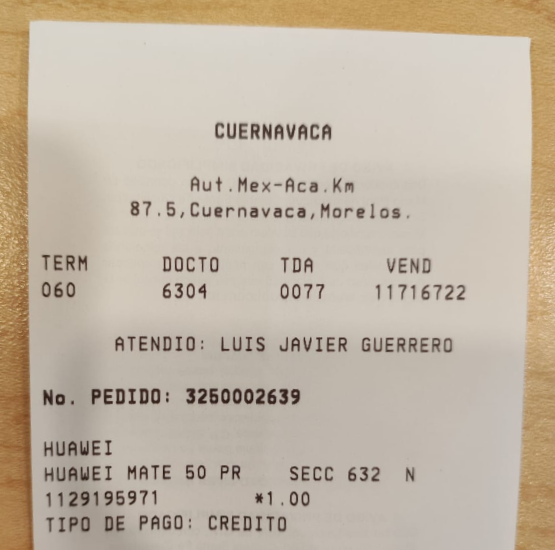 CUERNAVACA
Aut.Mex-Aca.Km
87.5,Cuernavaca,Morelos.
TERM DOCTO TDA VEND
060 6304 0077 11716722
ATENDIO: LUIS JAVIER GUERRERO
No. PEDIDO: 3250002639
HUAWEI
HUAWEI MATE 50 PR SECC 632 N
1129195971 *1.00
TIPO DE PAGO: CREDITO